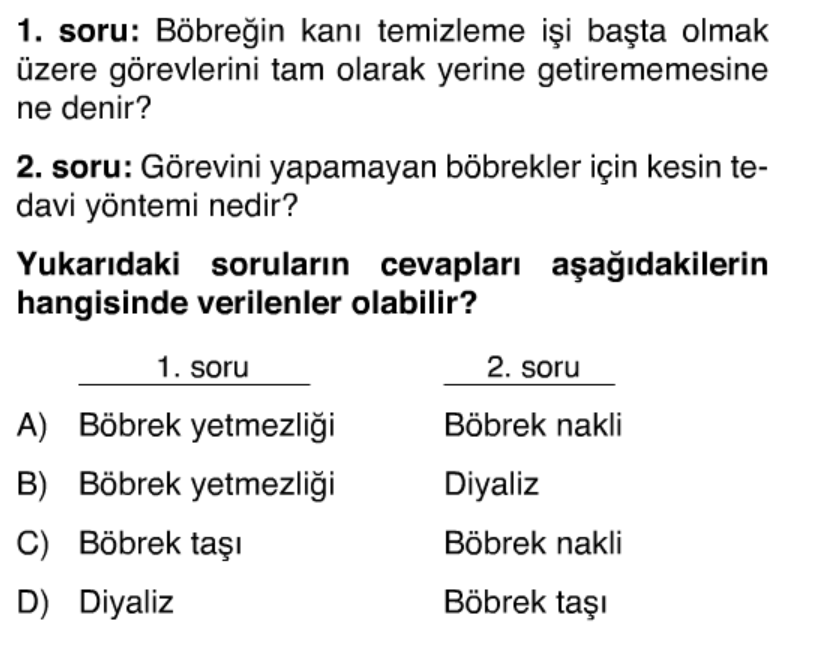 1. soru: Böbreğin kanı temizleme işi başta olmak
üzere görevlerini tam olarak yerine getirememesine
ne denir?
2. soru: Görevini yapamayan böbrekler için kesin te-
davi yöntemi nedir?
Yukarıdaki soruların cevapları aşağıdakilerin
hangisinde verilenler olabilir?
1. soru 2. soru
A) Böbrek yetmezliği Böbrek nakli
B) Böbrek yetmezliği Diyaliz
C) Böbrek taşı Böbrek nakli
D) Diyaliz Böbrek taşı